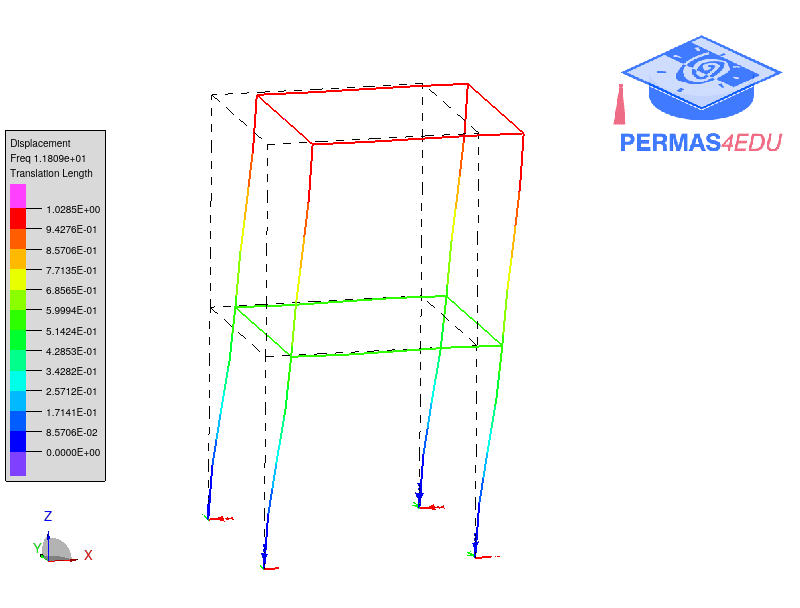 PERMAS4EDU
Displacement
Freq 1.1809e+01
Translation Length
1.0285E+00
9.4276E-01
8.5706E-01
7.7135E-01
6.8565E-01
5.9994E-01
5.1424E-01
4.2853E-01
3.4282E-01
2.5712E-01
1.7141E-01
8.5706E-02
0.0000E+00
Z
Y
X